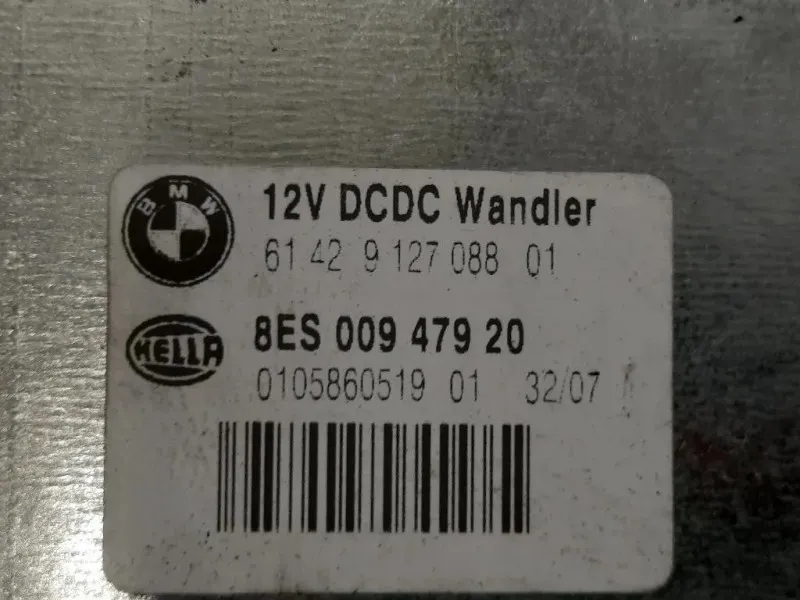 BMW
12V DCDC Wandler
61 42 9 127 088 01
HELLA
8ES 009 479 20
0105860519 01 32/07